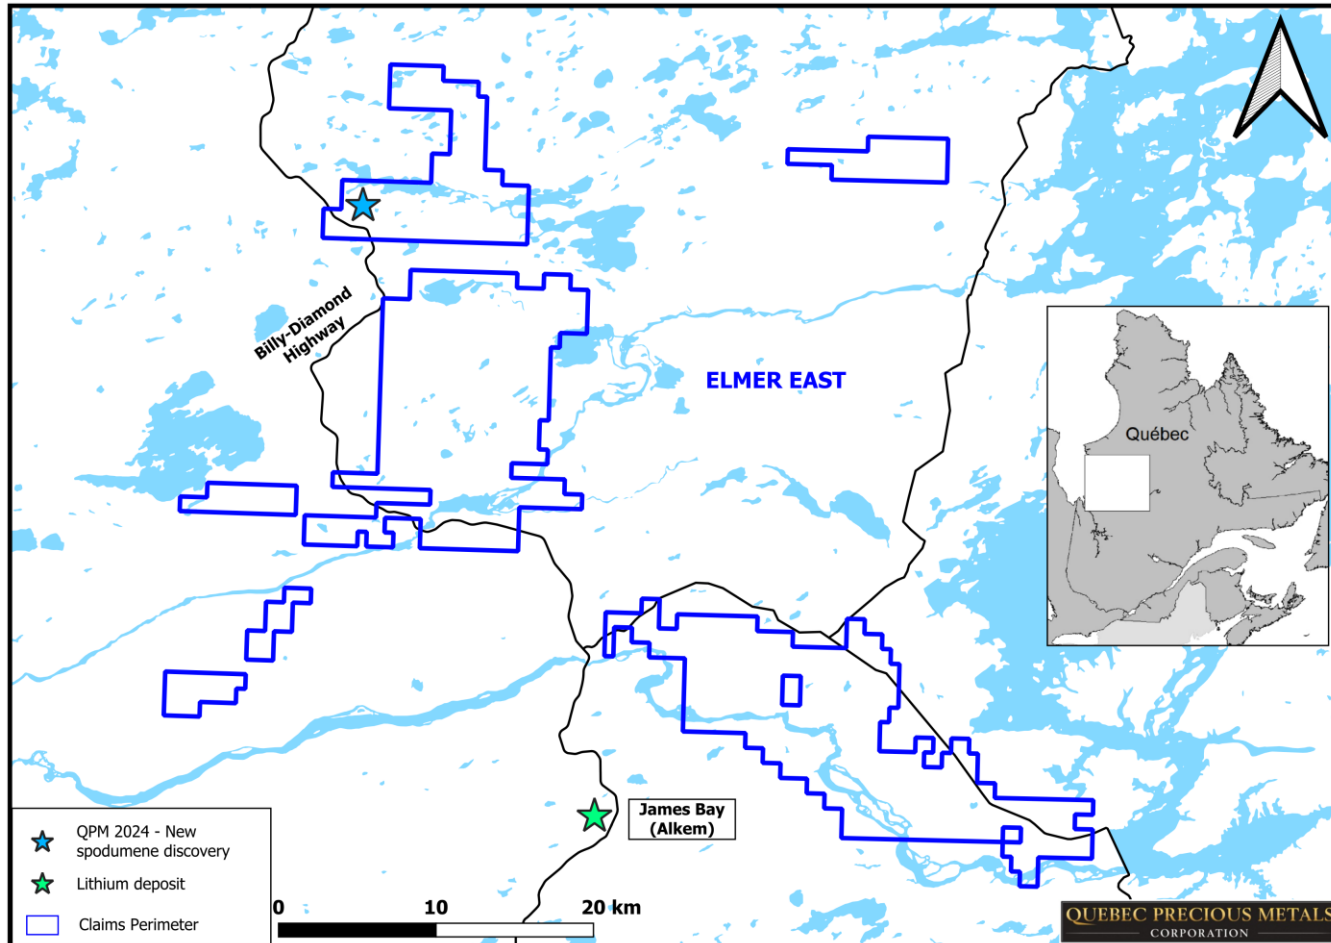 Billy-Diamond
Highway
ELMER EAST
Québec
James Bay
(Alkem)
QPM 2024 - New
spodumene discovery
Lithium deposit
Claims Perimeter
0 10 20 km
QUEBEC PRECIOUS METALS
CORPORATION